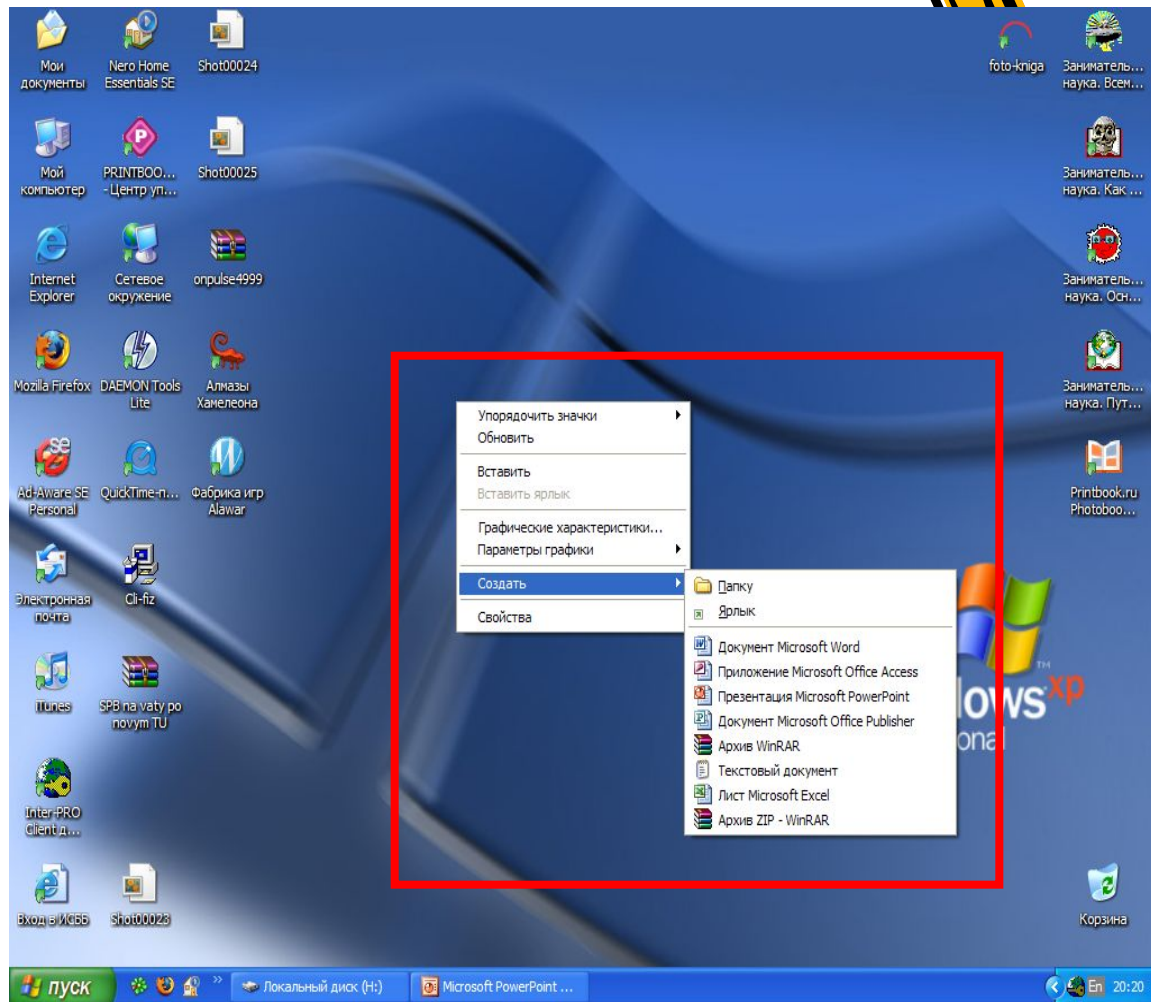 Мои
документы
Nero Home
Essentials SE
Shot00024
foto-kniga
Заниматель...
наука. Всем...
Мой
компьютер
PRINTBOO...
- Центр уп...
Shot00025
Заниматель...
наука. Как ...
Internet
Explorer
Сетевое
окружение
onpulse4999
Заниматель...
наука. Осн...
Mozilla Firefox
DAEMON Tools
Lite
Алмазы
Хамелеона
Заниматель...
наука. Пут...
Ad-Aware SE
Personal
QuickTime-п...
Фабрика игр
Alawar
Printbook.ru
Photoboo...
Электронная
почта
Cli-fiz
iTunes
SPB na vaty po
novym TU
Inter-PRO
Client д...
Вход в ИСББ
Shot00023
Корзина
Упорядочить значки
Обновить
Вставить
Вставить ярлык
Графические характеристики...
Параметры графики
Создать
Свойства
Папку
Ярлык
Документ Microsoft Word
Приложение Microsoft Office Access
Презентация Microsoft PowerPoint
Документ Microsoft Office Publisher
Архив WinRAR
Текстовый документ
Лист Microsoft Excel
Архив ZIP - WinRAR
TM
ows xp
onal
пуск
Локальный диск (H:)
Microsoft PowerPoint ...
En
20:20